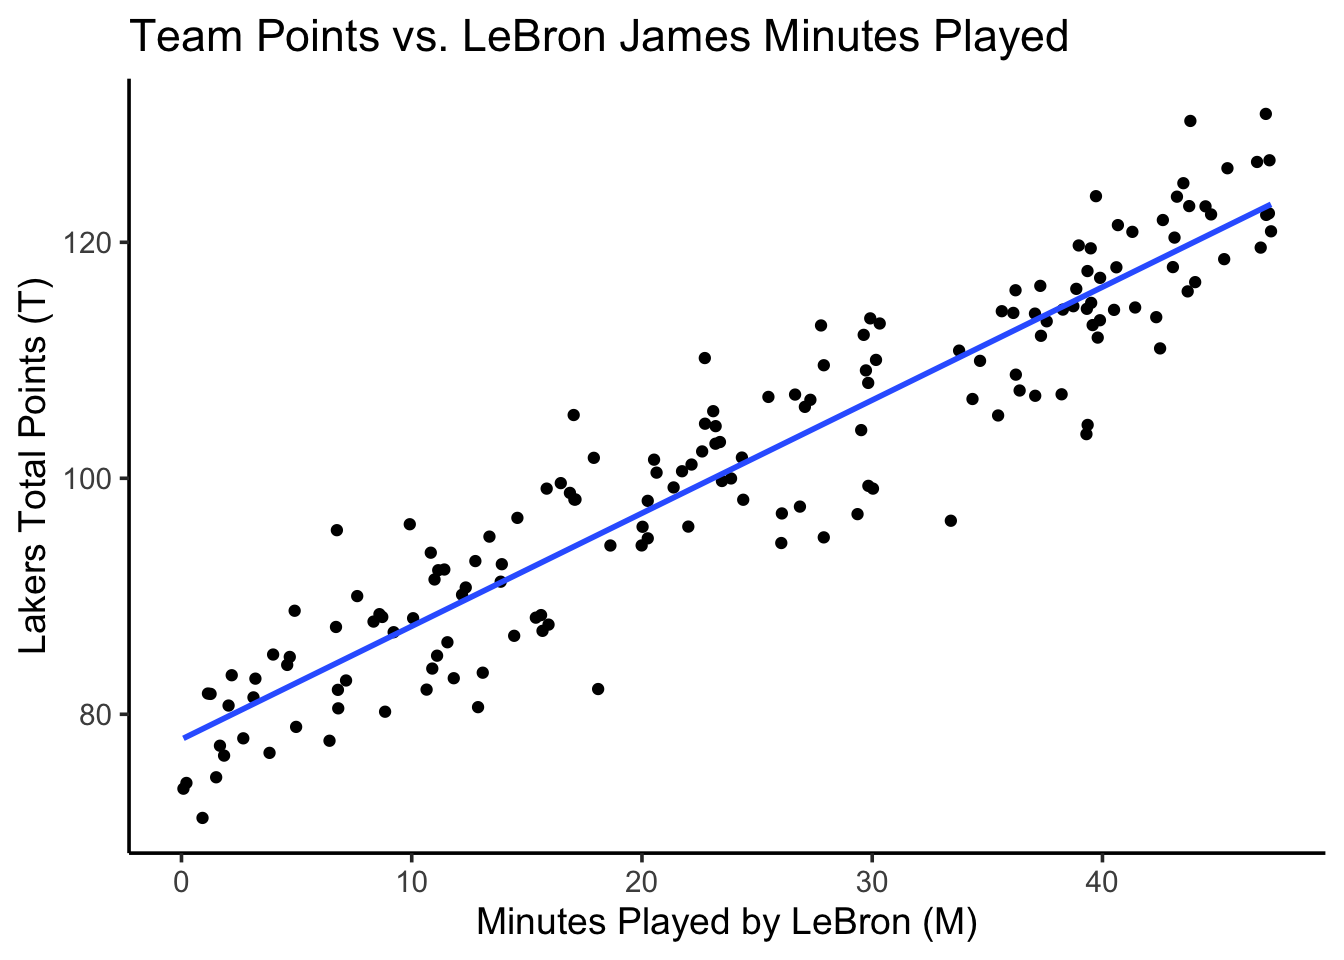 Team Points vs. LeBron James Minutes Played
Lakers Total Points (T)
120
100
80
0 10 20 30 40
Minutes Played by LeBron (M)